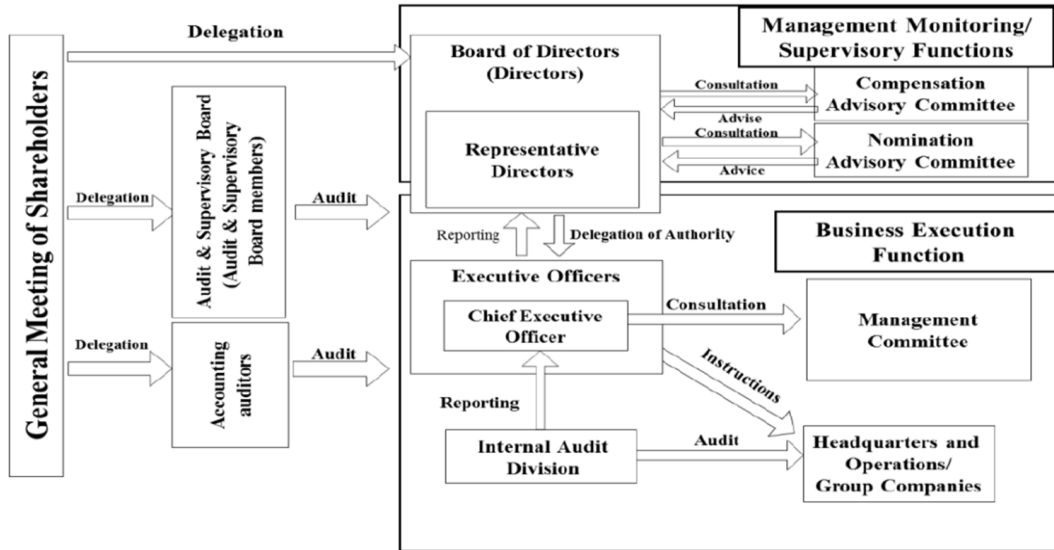 General Meeting of Shareholders
Delegation
Delegation
Audit & Supervisory Board
(Audit & Supervisory
Board members)
Audit
Delegation
Accounting
auditors
Audit
Management Monitoring/
Supervisory Functions
Board of Directors
(Directors)
Representative
Directors
Consultation
Advise
Compensation
Advisory Committee
Consultation
Advice
Nomination
Advisory Committee
Reporting
Delegation of Authority
Business Execution
Function
Executive Officers
Chief Executive
Officer
Consultation
Management
Committee
Instructions
Reporting
Internal Audit
Division
Audit
Headquarters and
Operations/
Group Companies